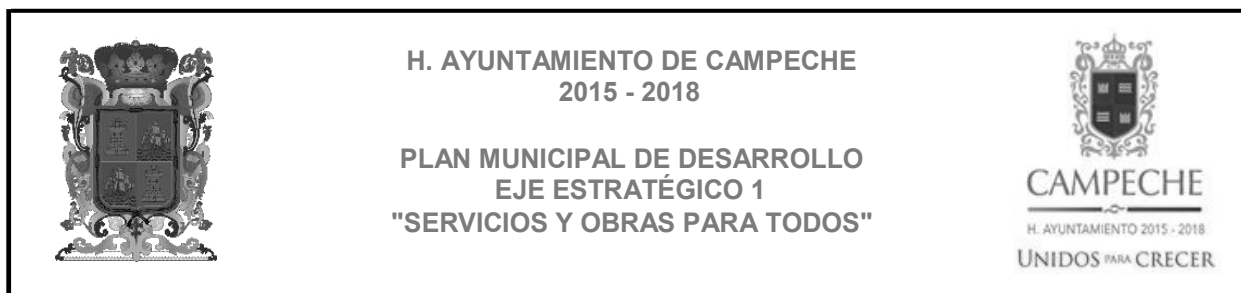 H. AYUNTAMIENTO DE CAMPECHE
2015 - 2018
PLAN MUNICIPAL DE DESARROLLO
EJE ESTRATÉGICO 1
"SERVICIOS Y OBRAS PARA TODOS"
CAMPECHE
H. AYUNTAMIENTO 2015 - 2018
UNIDOS PARA CRECER